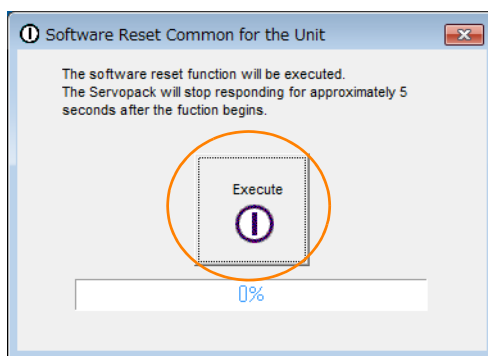 Software Reset Common for the Unit
The software reset function will be executed.
The Servopack will stop responding for approximately 5
seconds after the fuction begins.
Execute
0%